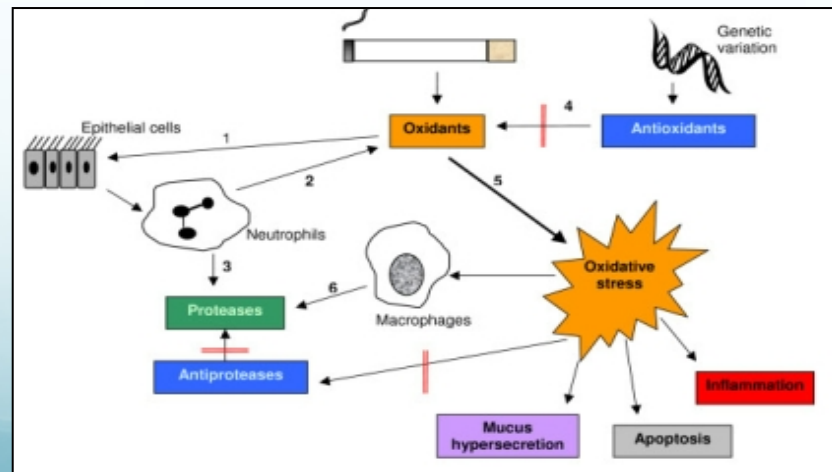 Genetic
variation
4
Oxidants
Antioxidants
Epithelial cells
1
2
5
Neutrophils
3
Oxidative
stress
6
Proteases
Macrophages
Antiproteases
Inflammation
Mucus
hypersecretion
Apoptosis